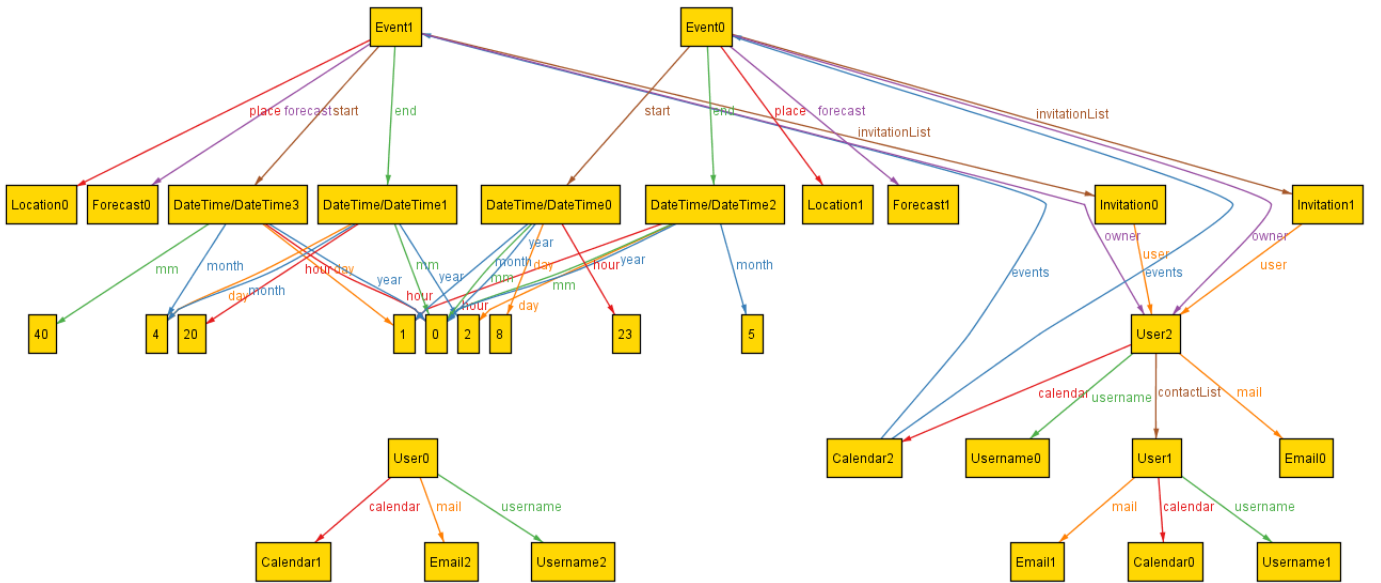 Event1
Event0
place
forecast
start
end
start
end
place
forecast
invitationList
invitationList
Location0
Forecast0
DateTime/DateTime3
DateTime/DateTime1
DateTime/DateTime0
DateTime/DateTime2
Location1
Forecast1
Invitation0
Invitation1
mm
month
hour
day
year
mm
year
month
year
day
hour
year
month
owner
user
owner
user
day
month
hour
hour
mm
day
mm
events
events
40
4
20
1
0
2
8
23
5
User2
calendar
username
contactList
mail
User0
Calendar2
Username0
User1
Email0
calendar
mail
username
mail
calendar
username
Calendar1
Email2
Username2
Email1
Calendar0
Username1